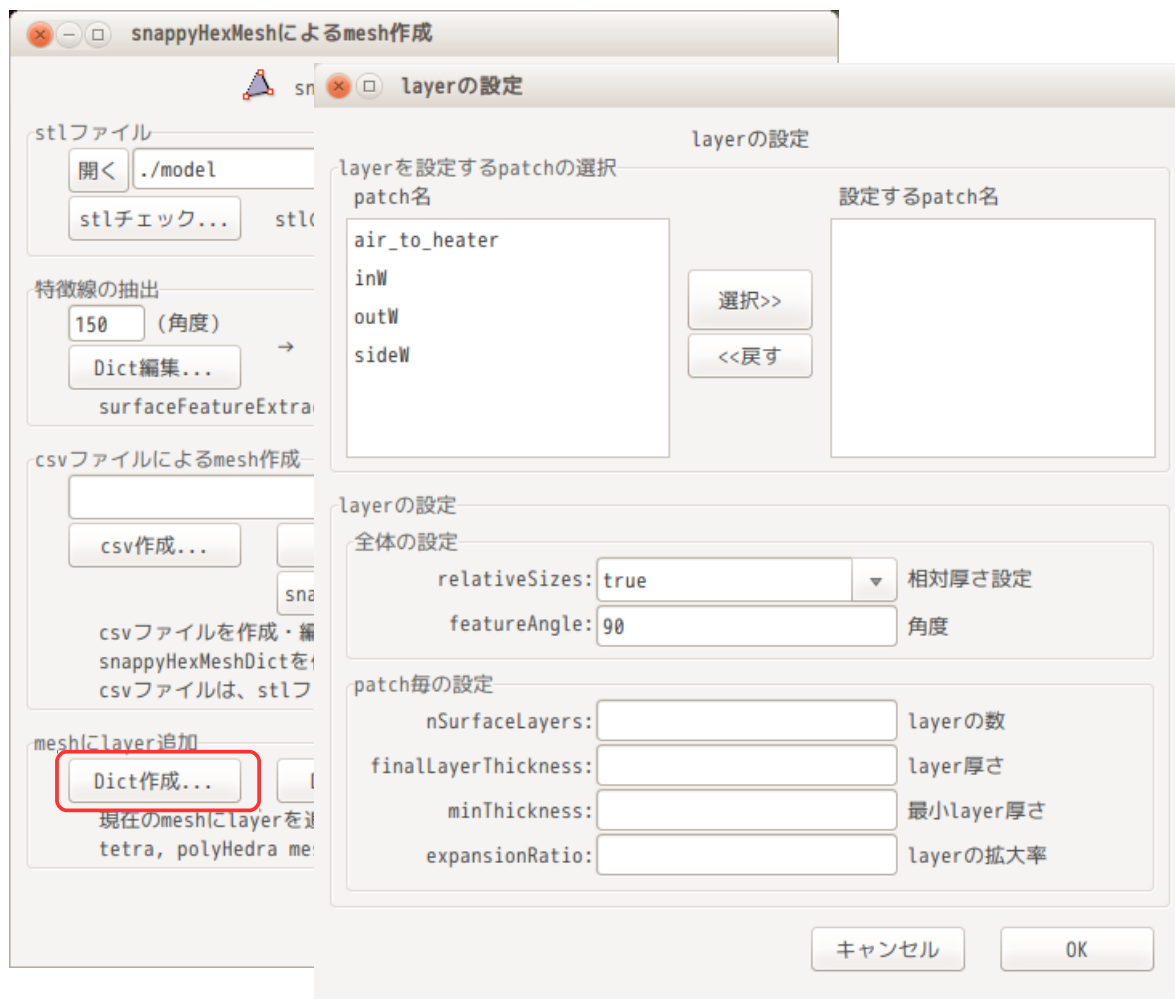 snappyHexMeshによるmesh作成
stlファイル
開く ./model
stlチェック...
特徴線の抽出
150 (角度)
→
Dict編集...
csvファイルによるmesh作成
csv作成...
csvファイルを作成・編
snappyHexMeshDictを
csvファイルは、stlフ
meshにlayer追加
Dict作成...
現在のmeshにlayerを追
tetra, polyHedra
layerの設定
layerの設定
layerを設定するpatchの選択
patch名
設定するpatch名
air_to_heater
inW
outW
sideW
選択>>
<<戻す
layerの設定
全体の設定
relativeSizes: true 相対厚さ設定
featureAngle: 90 角度
patch毎の設定
nSurfaceLayers: layerの数
finalLayerThickness: layer厚さ
minThickness: 最小layer厚さ
expansionRatio: layerの拡大率
キャンセル OK